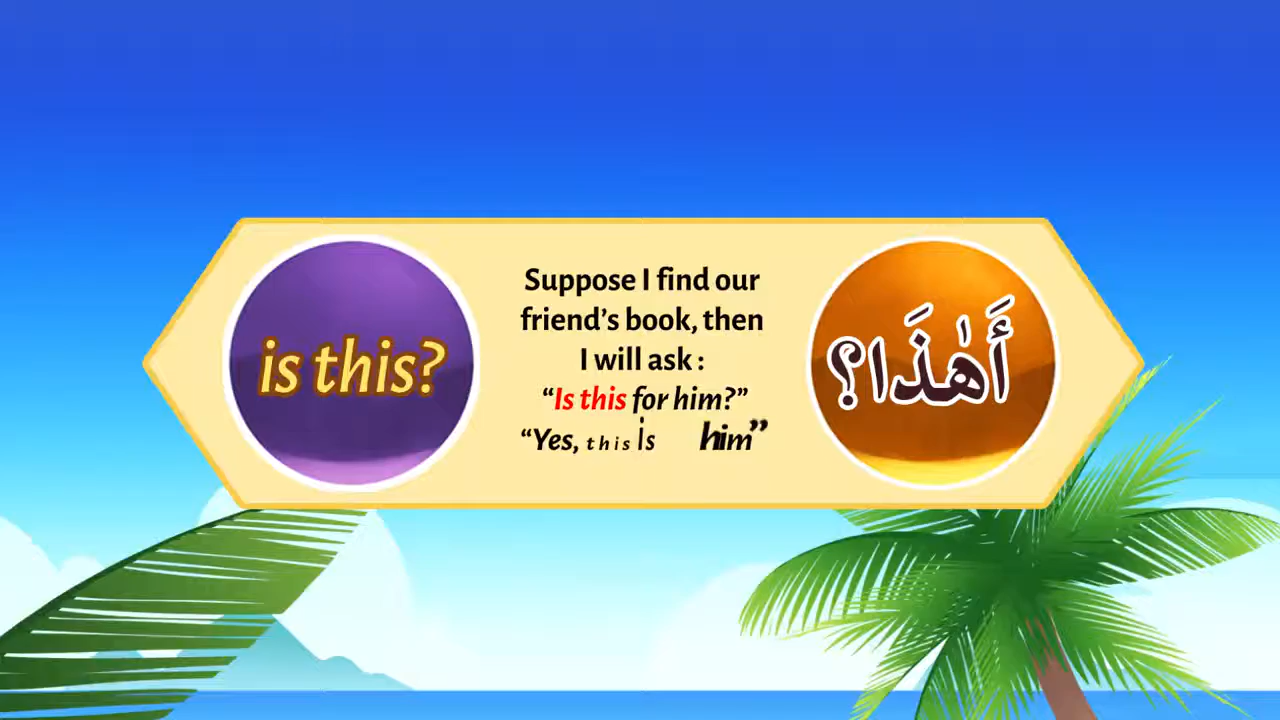 is this?
Suppose I find our
friend's book, then
I will ask :
“Is this for him?”
“Yes, this is him”
أَهٰذَا؟